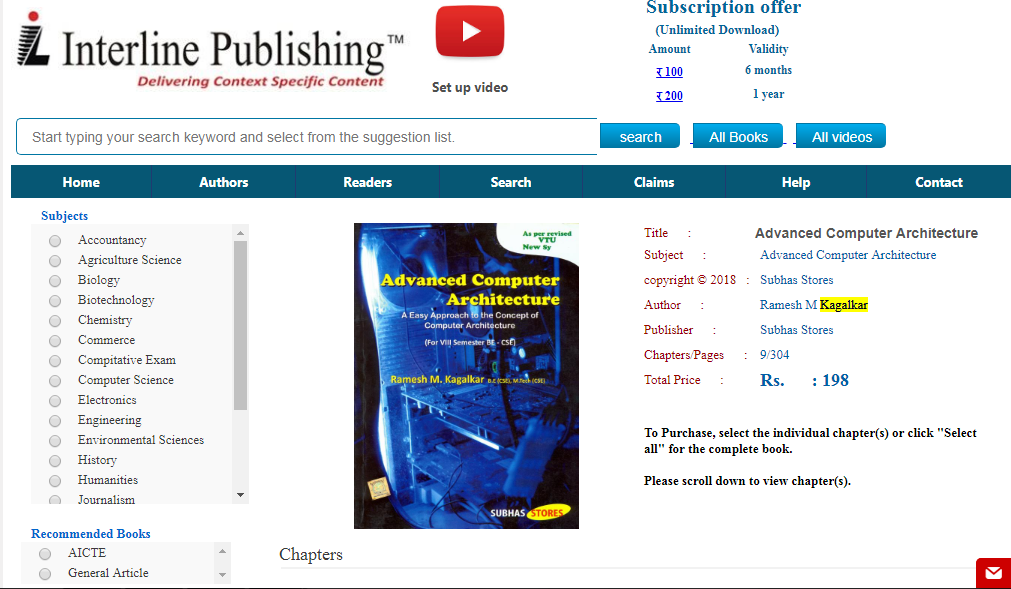 Interline Publishing™
Delivering Context Specific Content
Set up video
Subscription offer
(Unlimited Download)
Amount Validity
₹ 100 6 months
₹ 200 1 year
Start typing your search keyword and select from the suggestion list.
search All Books All videos
Home Authors Readers Search Claims Help Contact
Subjects
Accountancy
Agriculture Science
Biology
Biotechnology
Chemistry
Commerce
Compitative Exam
Computer Science
Electronics
Engineering
Environmental Sciences
History
Humanities
Journalism
Recommended Books
AICTE
General Article
As per revised
VTU
New Sy
Advanced Computer
Architecture
A Easy Approach to the Concept of
Computer Architecture
(For VIII Semester BE - CSE)
Ramesh M. Kagalkar B.E (CSE), M.Tech (CSE)
SUBHAS STORES
Title : Advanced Computer Architecture
Subject : Advanced Computer Architecture
copyright © 2018 : Subhas Stores
Author : Ramesh M Kagalkar
Publisher : Subhas Stores
Chapters/Pages : 9/304
Total Price : Rs. : 198
To Purchase, select the individual chapter(s) or click "Select
all" for the complete book.
Please scroll down to view chapter(s).
Chapters